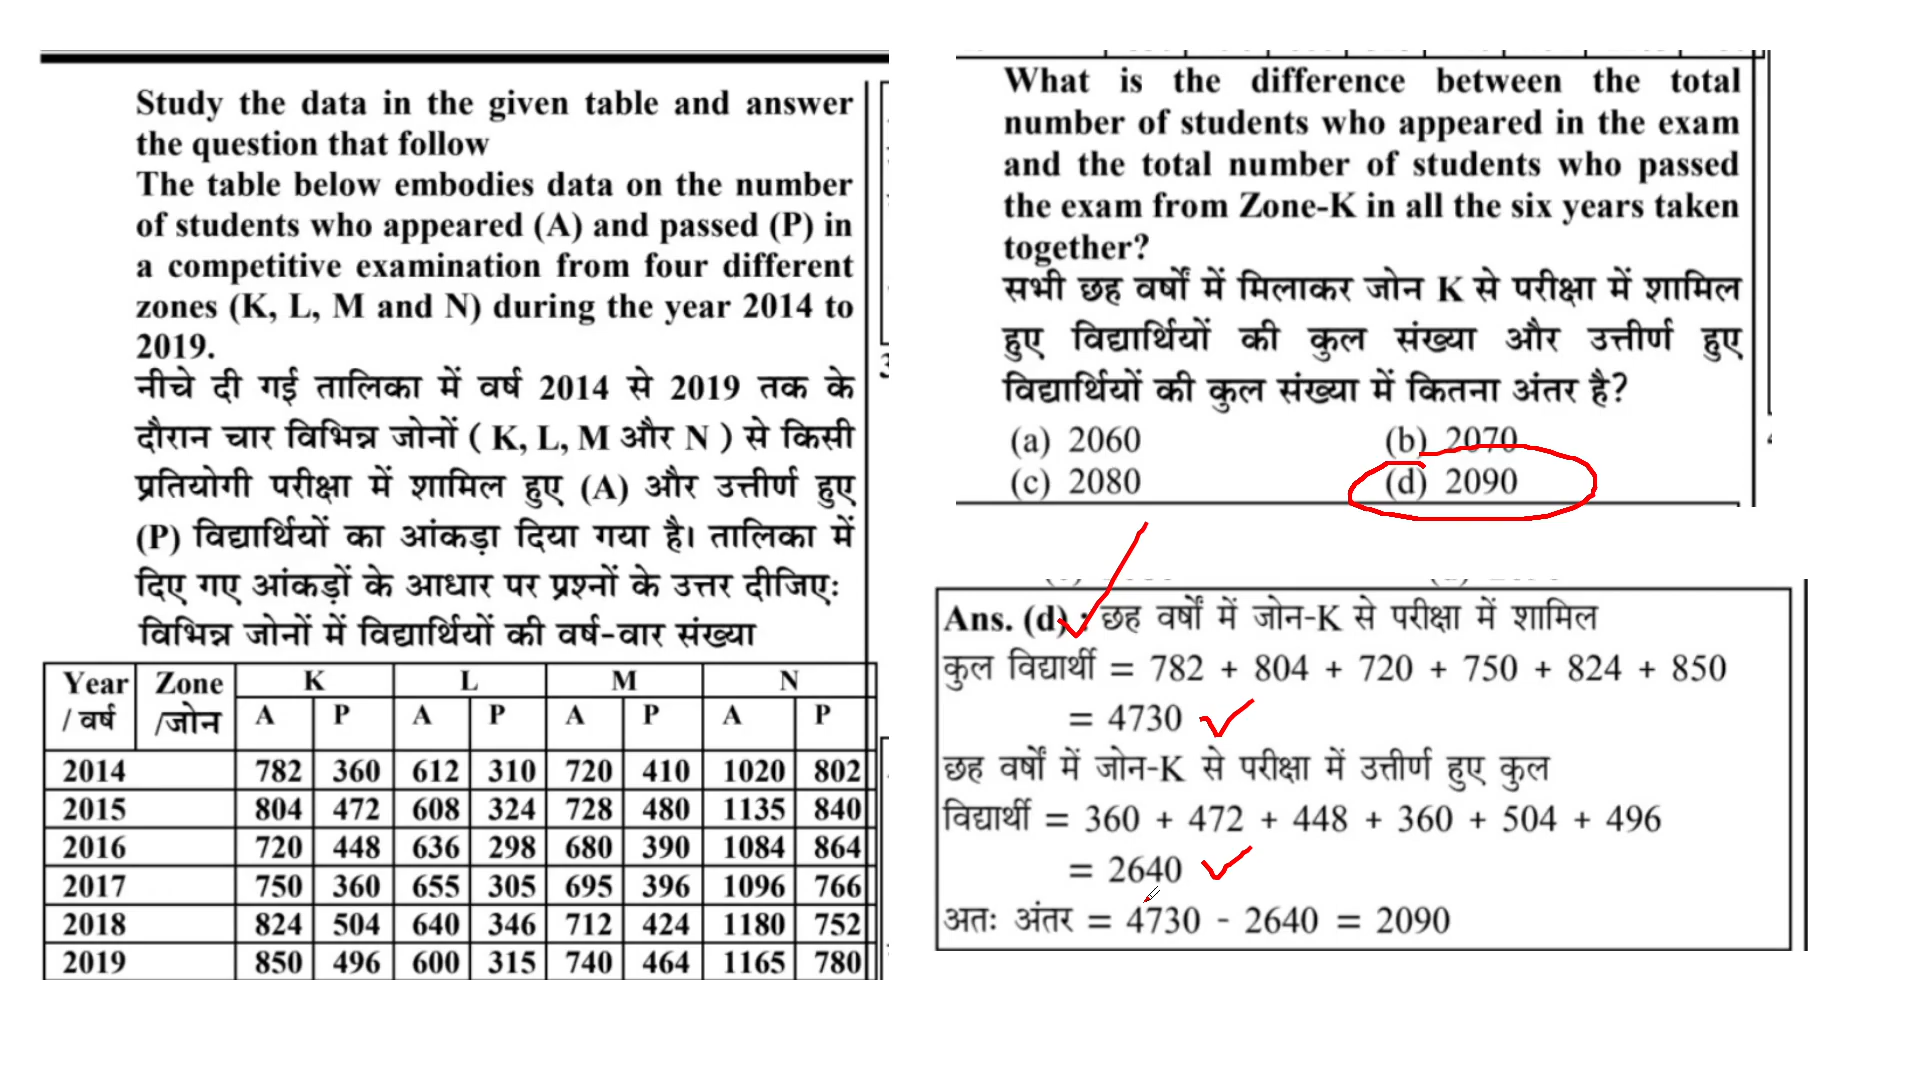 Study the data in the given table and answer
the question that follow
The table below embodies data on the number
of students who appeared (A) and passed (P) in
a competitive examination from four different
zones (K, L, M and N) during the year 2014 to
2019.
नीचे दी गई तालिका में वर्ष 2014 से 2019 तक के
दौरान चार विभिन्न जोनों ( K, L, M और N ) से किसी
प्रतियोगी परीक्षा में शामिल हुए (A) और उत्तीर्ण हुए
(P) विद्यार्थियों का आंकड़ा दिया गया है। तालिका में
दिए गए आंकड़ों के आधार पर प्रश्नों के उत्तर दीजिए:
विभिन्न जोनों में विद्यार्थियों की वर्ष-वार संख्या
Year Zone K L M N
/ वर्ष /जोन A P A P A P A P
2014 782 360 612 310 720 410 1020 802
2015 804 472 608 324 728 480 1135 840
2016 720 448 636 298 680 390 1084 864
2017 750 360 655 305 695 396 1096 766
2018 824 504 640 346 712 424 1180 752
2019 850 496 600 315 740 464 1165 780
What is the difference between the total
number of students who appeared in the exam
and the total number of students who passed
the exam from Zone-K in all the six years taken
together?
सभी छह वर्षों में मिलाकर जोन K से परीक्षा में शामिल
हुए विद्यार्थियों की कुल संख्या और उत्तीर्ण हुए
विद्यार्थियों की कुल संख्या में कितना अंतर है?
(a) 2060 (b) 2070
(c) 2080 (d) 2090
Ans. (d) : छह वर्षों में जोन-K से परीक्षा में शामिल
कुल विद्यार्थी = 782 + 804 + 720 + 750 + 824 + 850
= 4730
छह वर्षों में जोन-K से परीक्षा में उत्तीर्ण हुए कुल
विद्यार्थी = 360 + 472 + 448 + 360 + 504 + 496
= 2640
अतः अंतर = 4730 - 2640 = 2090